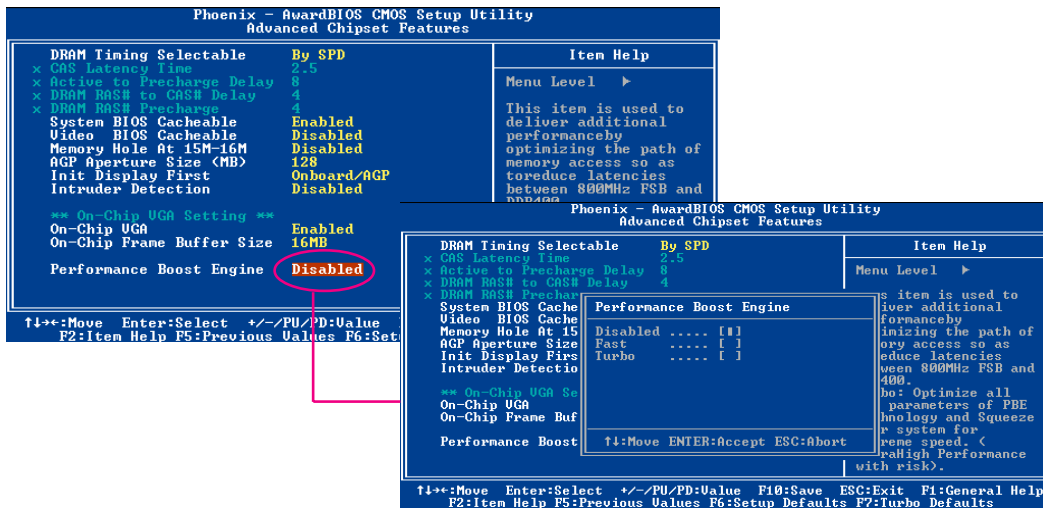 Phoenix - AwardBIOS CMOS Setup Utility
Advanced Chipset Features
DRAM Timing Selectable By SPD
x CAS Latency Time 2.5
x Active to Precharge Delay 8
x DRAM RAS# to CAS# Delay 4
x DRAM RAS# Precharge 4
System BIOS Cacheable Enabled
Video BIOS Cacheable Disabled
Memory Hole At 15M-16M Disabled
AGP Aperture Size (MB) 128
Init Display First Onboard/AGP
Intruder Detection Disabled
** On-Chip VGA Setting **
On-Chip VGA Enabled
On-Chip Frame Buffer Size 16MB
Performance Boost Engine Disabled
Item Help
Menu Level ▶
This item is used to
deliver additional
performanceby
optimizing the path of
memory access so as
toreduce latencies
between 800MHz FSB and
DDR400.
↑↓→←:Move Enter:Select +/-/PU/PD:Value
F2:Item Help F5:Previous Values F6:Set
Phoenix - AwardBIOS CMOS Setup Utility
Advanced Chipset Features
DRAM Timing Selectable By SPD
x CAS Latency Time 2.5
x Active to Precharge Delay 8
x DRAM RAS# to CAS# Delay 4
x DRAM RAS# Prechar
System BIOS Cache
Video BIOS Cache
Memory Hole At 15
AGP Aperture Size
Init Display Firs
Intruder Detectio
** On-Chip VGA Se
On-Chip VGA
On-Chip Frame Buf
Performance Boost
Performance Boost Engine
Disabled ..... [▮]
Fast ..... [ ]
Turbo ..... [ ]
↑↓:Move ENTER:Accept ESC:Abort
Item Help
Menu Level ▶
s item is used to
iver additional
formanceby
imizing the path of
ory access so as
educe latencies
ween 800MHz FSB and
400.
bo: Optimize all
parameters of PBE
hnology and Squeeze
r system for
reme speed. (
raHigh Performance
with risk).
↑↓→←:Move Enter:Select +/-/PU/PD:Value F10:Save ESC:Exit F1:General Help
F2:Item Help F5:Previous Values F6:Setup Defaults F7:Turbo Defaults